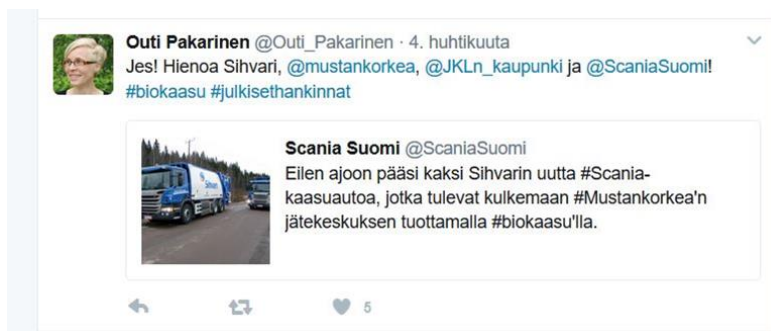 Outi Pakarinen @Outi_Pakarinen · 4. huhtikuuta
Jes! Hienoa Sihvari, @mustankorkea, @JKLn_kaupunki ja @ScaniaSuomi!
#biokaasu #julkisethankinnat
Scania Suomi @ScaniaSuomi
Eilen ajoon pääsi kaksi Sihvarin uutta #Scania-
kaasuautoa, jotka tulevat kulkemaan #Mustankorkea'n
jätekeskuksen tuottamalla #biokaasu'lla.
Sihvari
5